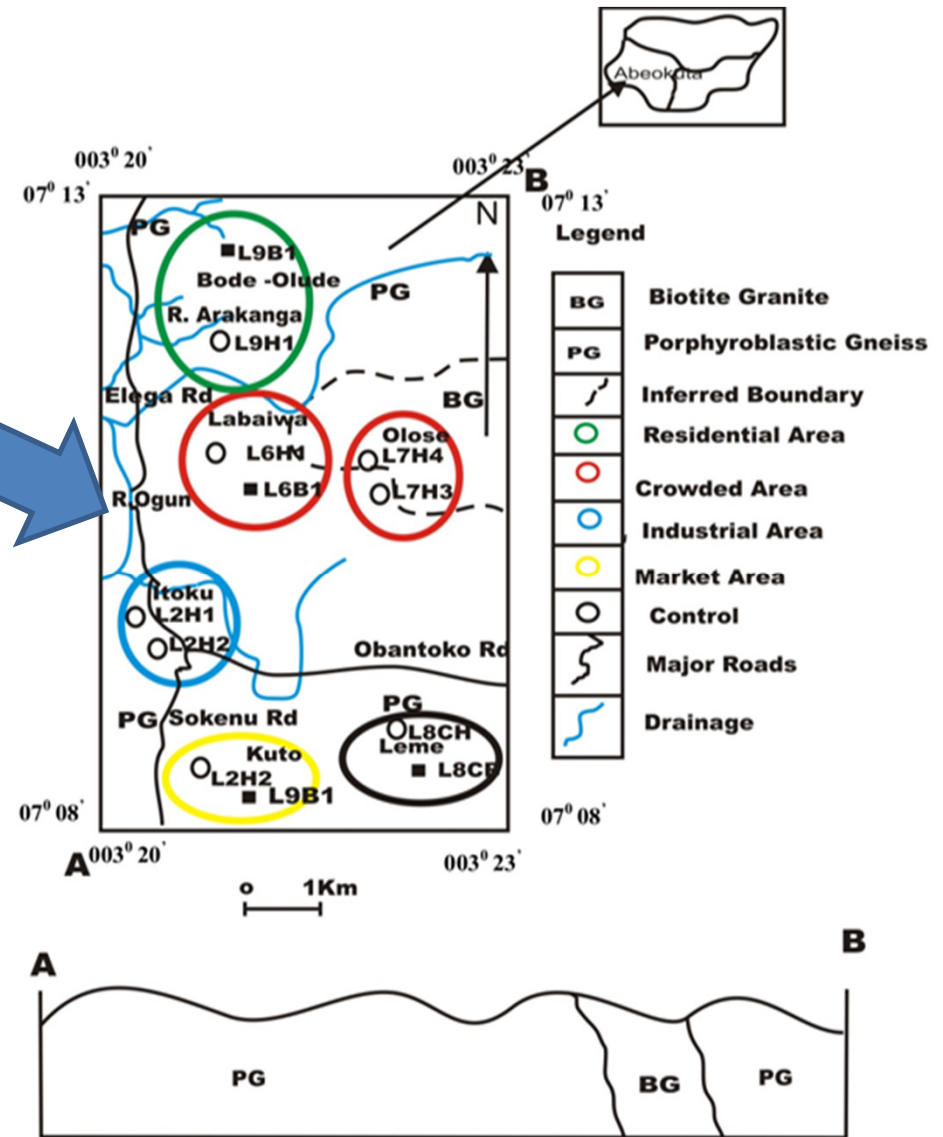 Abeokuta
003⁰ 20'
003⁰ 23'
B
07⁰ 13'
07⁰ 13'
N
PG
L9B1
Bode -Olude
R. Arakanga
L9H1
PG
Elega Rd
BG
Labaiwa
L6H1
L6B1
Olose
L7H4
L7H3
R.Ogun
Itoku
L2H1
L2H2
Obantoko Rd
PG
Sokenu Rd
PG
L8CH
Leme
L8CB
Kuto
L2H2
L9B1
07⁰ 08'
07⁰ 08'
A
003⁰ 20'
003⁰ 23'
o 1Km
Legend
BG Biotite Granite
PG Porphyroblastic Gneiss
Inferred Boundary
Residential Area
Crowded Area
Industrial Area
Market Area
Control
Major Roads
Drainage
A
B
PG
BG
PG